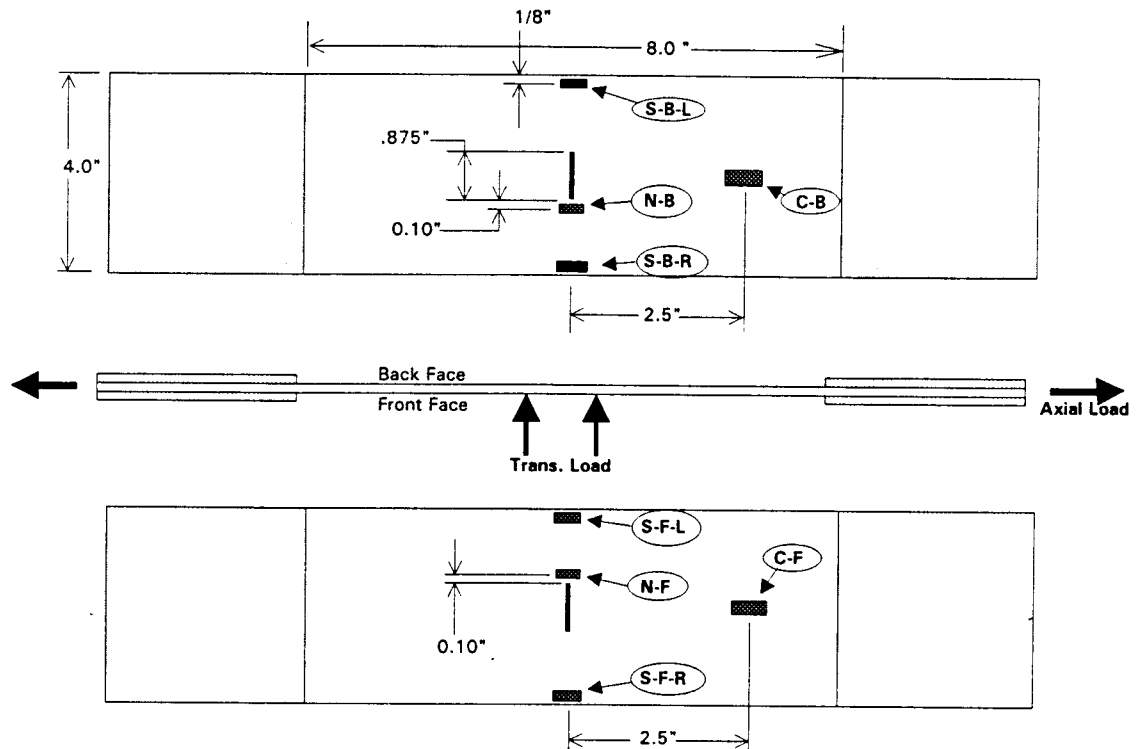 1/8"
8.0 "
S-B-L
.875"
4.0"
N-B
C-B
0.10"
S-B-R
2.5"
Back Face
Front Face
Axial Load
Trans. Load
S-F-L
C-F
N-F
0.10"
S-F-R
2.5"